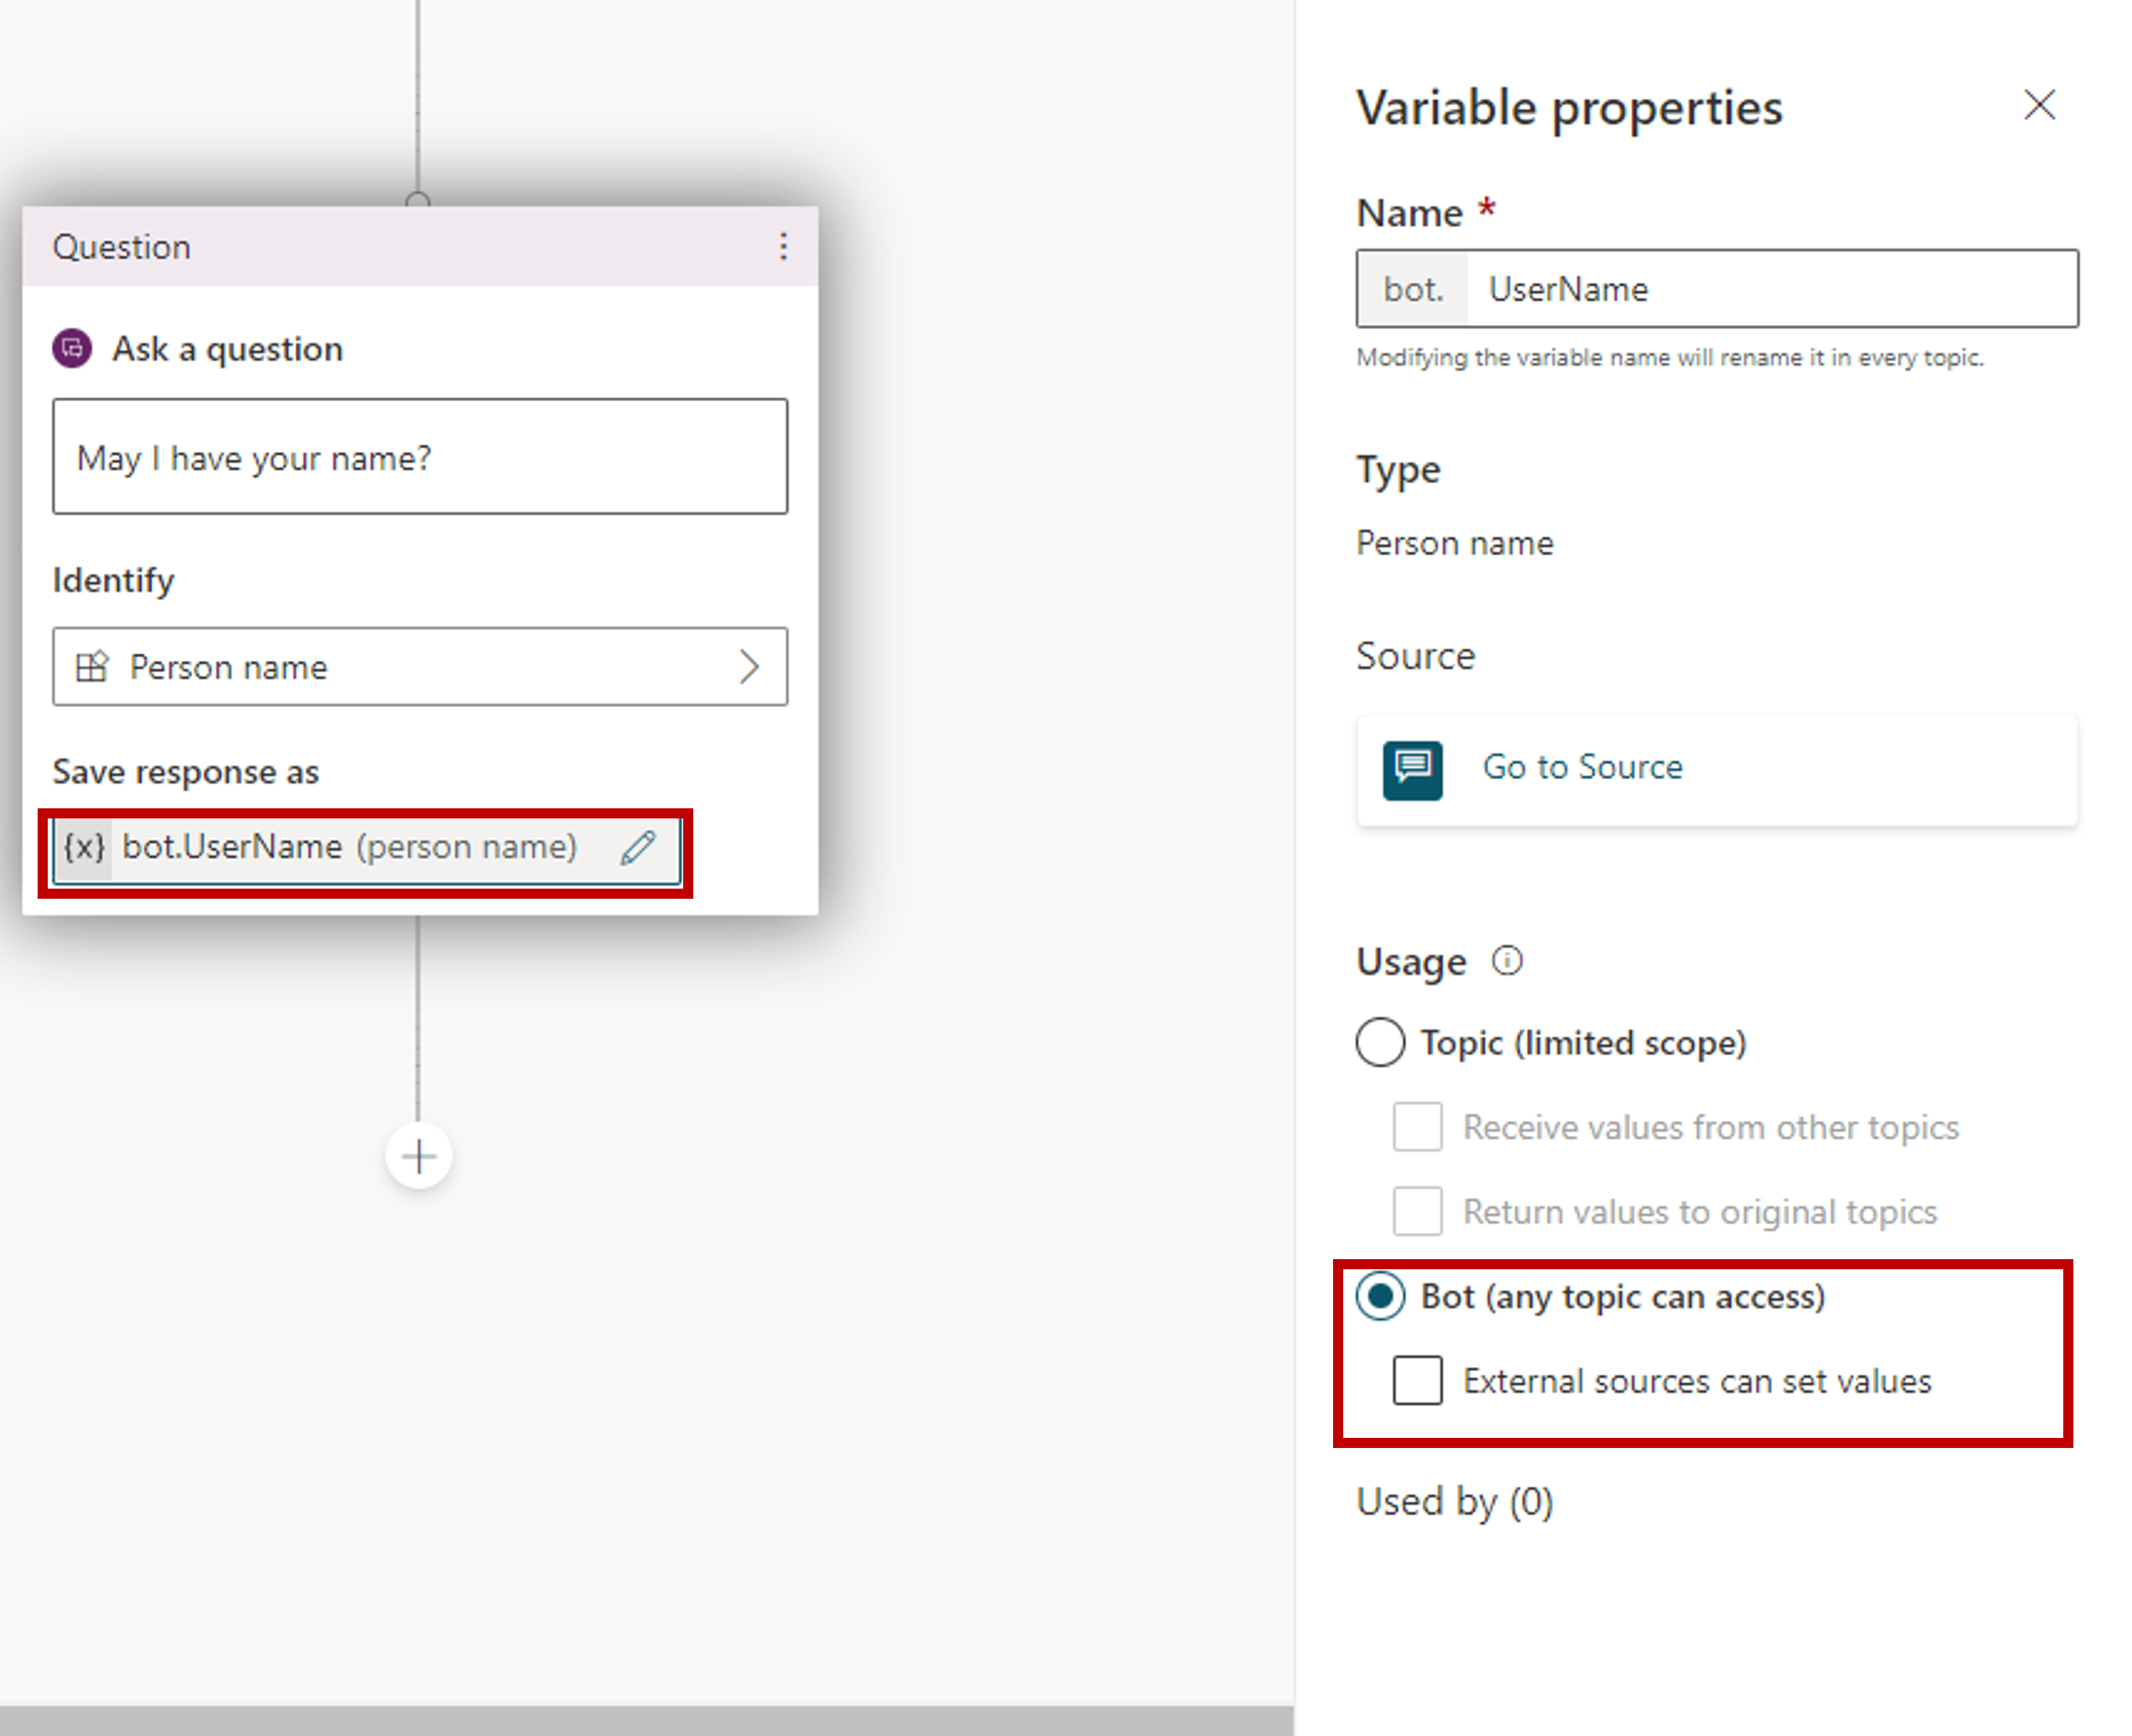 Question
Ask a question
May I have your name?
Identify
Person name
Save response as
{x} bot.UserName (person name)
Variable properties
Name *
bot. UserName
Modifying the variable name will rename it in every topic.
Type
Person name
Source
Go to Source
Usage
Topic (limited scope)
Receive values from other topics
Return values to original topics
Bot (any topic can access)
External sources can set values
Used by (0)